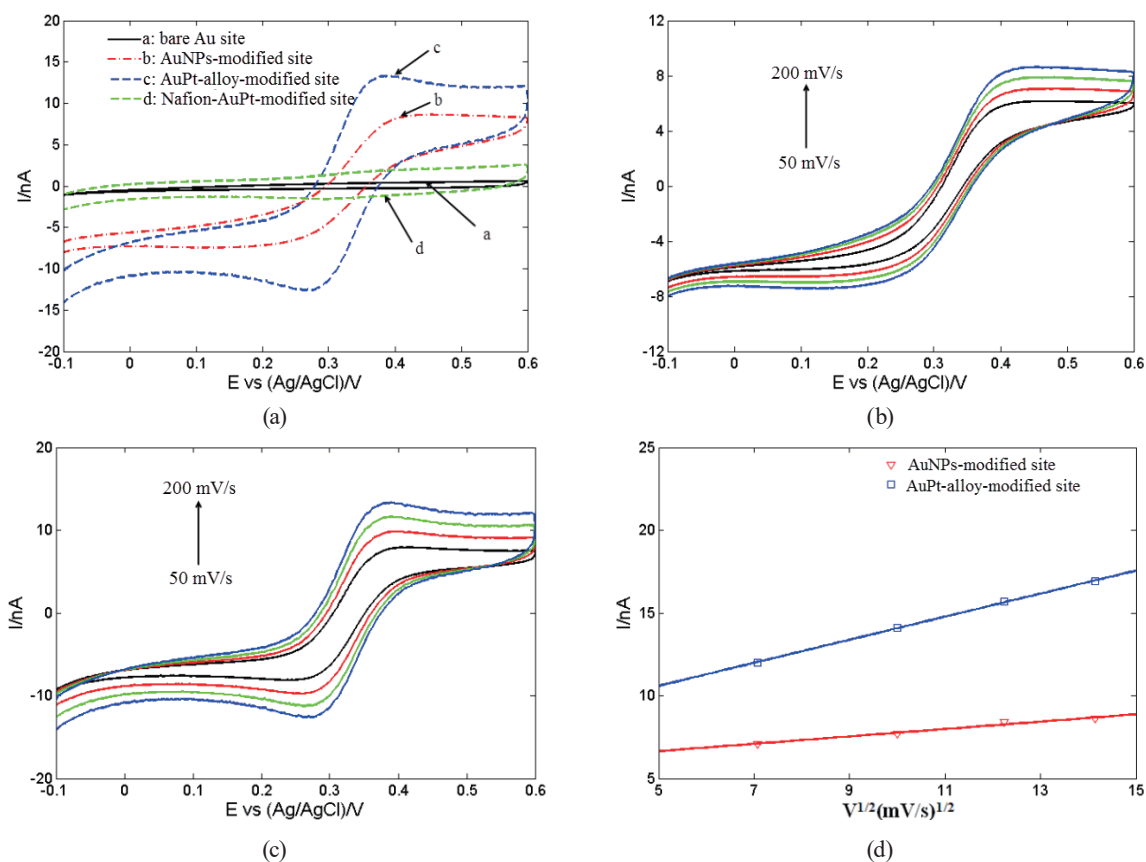 20
15
10
5
0
-5
-10
-15
-20
I/nA
a: bare Au site
b: AuNPs-modified site
c: AuPt-alloy-modified site
d: Nafion-AuPt-modified site
c
b
a
d
-0.1 0 0.1 0.2 0.3 0.4 0.5 0.6
E vs (Ag/AgCl)/V
(a)
12
8
4
0
-4
-8
-12
I/nA
200 mV/s
50 mV/s
-0.1 0 0.1 0.2 0.3 0.4 0.5 0.6
E vs (Ag/AgCl)/V
(b)
20
10
0
-10
-20
I/nA
200 mV/s
50 mV/s
-0.1 0 0.1 0.2 0.3 0.4 0.5 0.6
E vs (Ag/AgCl)/V
(c)
25
20
15
10
5
I/nA
AuNPs-modified site
AuPt-alloy-modified site
5 7 9 11 13 15
V1/2(mV/s)1/2
(d)